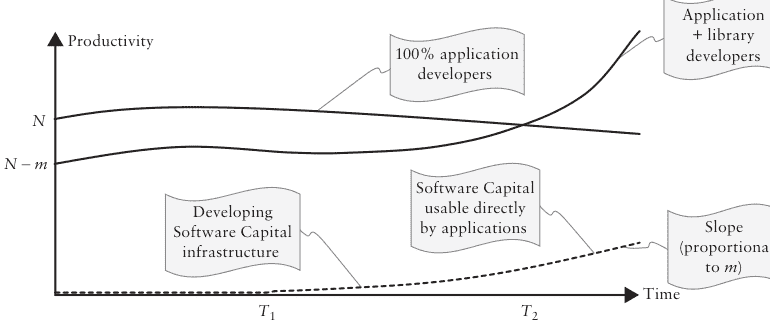 Productivity
100% application
developers
Application
+ library
developers
N
N – m
Developing
Software Capital
infrastructure
Software Capital
usable directly
by applications
Slope
(proportiona
to m)
Time
T1
T2